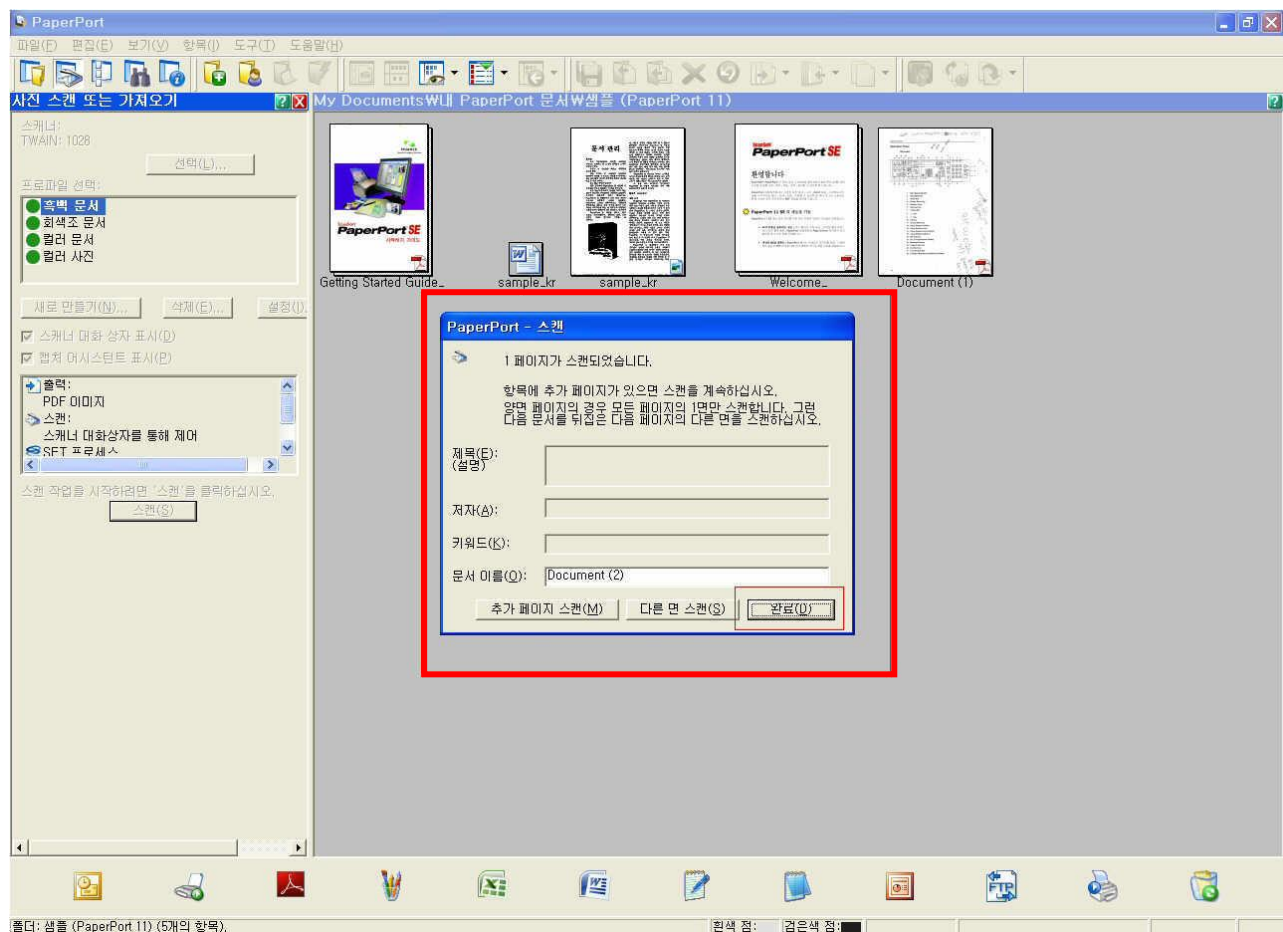 PaperPort
파일(F) 편집(E) 보기(V) 항목(I) 도구(T) 도움말(H)
사진 스캔 또는 가져오기
My Documents₩내 PaperPort 문서₩샘플 (PaperPort 11)
스캐너:
TWAIN: 1028
선택(L)...
프로파일 선택:
흑백 문서
회색조 문서
컬러 문서
컬러 사진
새로 만들기(N)... 삭제(E)... 설정(I).
스캐너 대화 상자 표시(D)
캡처 어시스턴트 표시(P)
출력:
PDF 이미지
스캔:
스캐너 대화상자를 통해 제어
SET 프로세스
스캔 작업을 시작하려면 '스캔'을 클릭하십시오.
스캔(S)
PaperPort SE
문서 관리
PaperPort SE
환영합니다
Getting Started Guide_ sample_kr sample_kr Welcome_ Document (1)
PaperPort - 스캔
1 페이지가 스캔되었습니다.
항목에 추가 페이지가 있으면 스캔을 계속하십시오.
양면 페이지의 경우 모든 페이지의 1면만 스캔합니다. 그런
다음 문서를 뒤집은 다음 페이지의 다른 면을 스캔하십시오.
제목(E):
(설명)
저자(A):
키워드(K):
문서 이름(O): Document (2)
추가 페이지 스캔(M) 다른 면 스캔(S) 완료(D)
FTP
폴더: 샘플 (PaperPort 11) (5개의 항목). 흰색 점: 검은색 점: